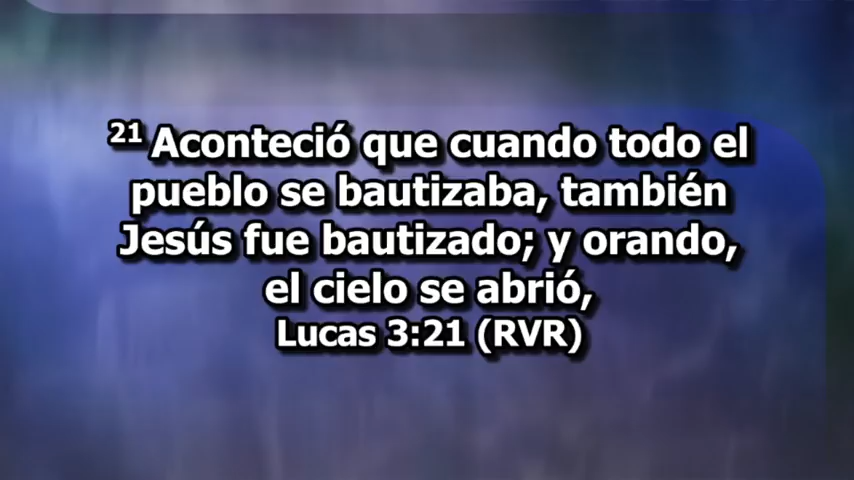 21 Aconteció que cuando todo el
pueblo se bautizaba, también
Jesús fue bautizado; y orando,
el cielo se abrió,
Lucas 3:21 (RVR)